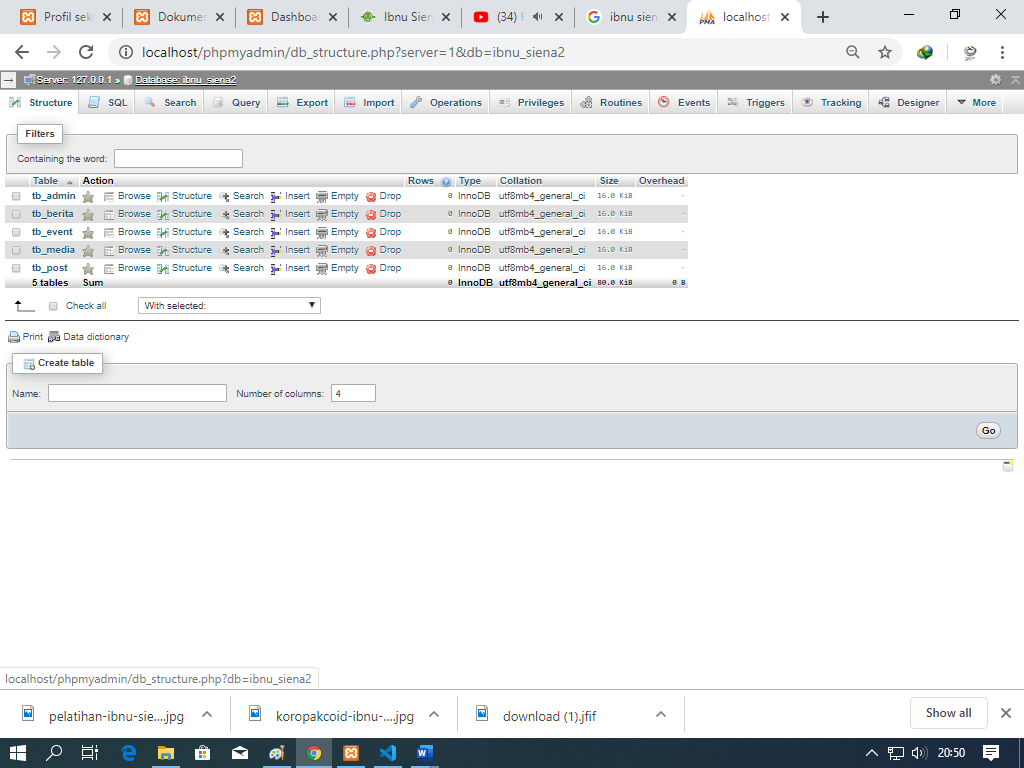 Profil sek
Dokumen
Dashboa
Ibnu Sien
(34) F
ibnu sien
localhost
localhost/phpmyadmin/db_structure.php?server=1&db=ibnu_siena2
Server: 127.0.0.1 » Database: ibnu_siena2
Structure SQL Search Query Export Import Operations Privileges Routines Events Triggers Tracking Designer More
Filters
Containing the word:
Table Action Rows Type Collation Size Overhead
tb_admin Browse Structure Search Insert Empty Drop 0 InnoDB utf8mb4_general_ci 16.0 KiB -
tb_berita Browse Structure Search Insert Empty Drop 0 InnoDB utf8mb4_general_ci 16.0 KiB -
tb_event Browse Structure Search Insert Empty Drop 0 InnoDB utf8mb4_general_ci 16.0 KiB -
tb_media Browse Structure Search Insert Empty Drop 0 InnoDB utf8mb4_general_ci 16.0 KiB -
tb_post Browse Structure Search Insert Empty Drop 0 InnoDB utf8mb4_general_ci 16.0 KiB -
5 tables Sum 0 InnoDB utf8mb4_general_ci 80.0 KiB 0 B
Check all With selected:
Print Data dictionary
Create table
Name: Number of columns: 4
Go
localhost/phpmyadmin/db_structure.php?db=ibnu_siena2
pelatihan-ibnu-sie....jpg
koropakcoid-ibnu-....jpg
download (1).jfif
Show all
20:50